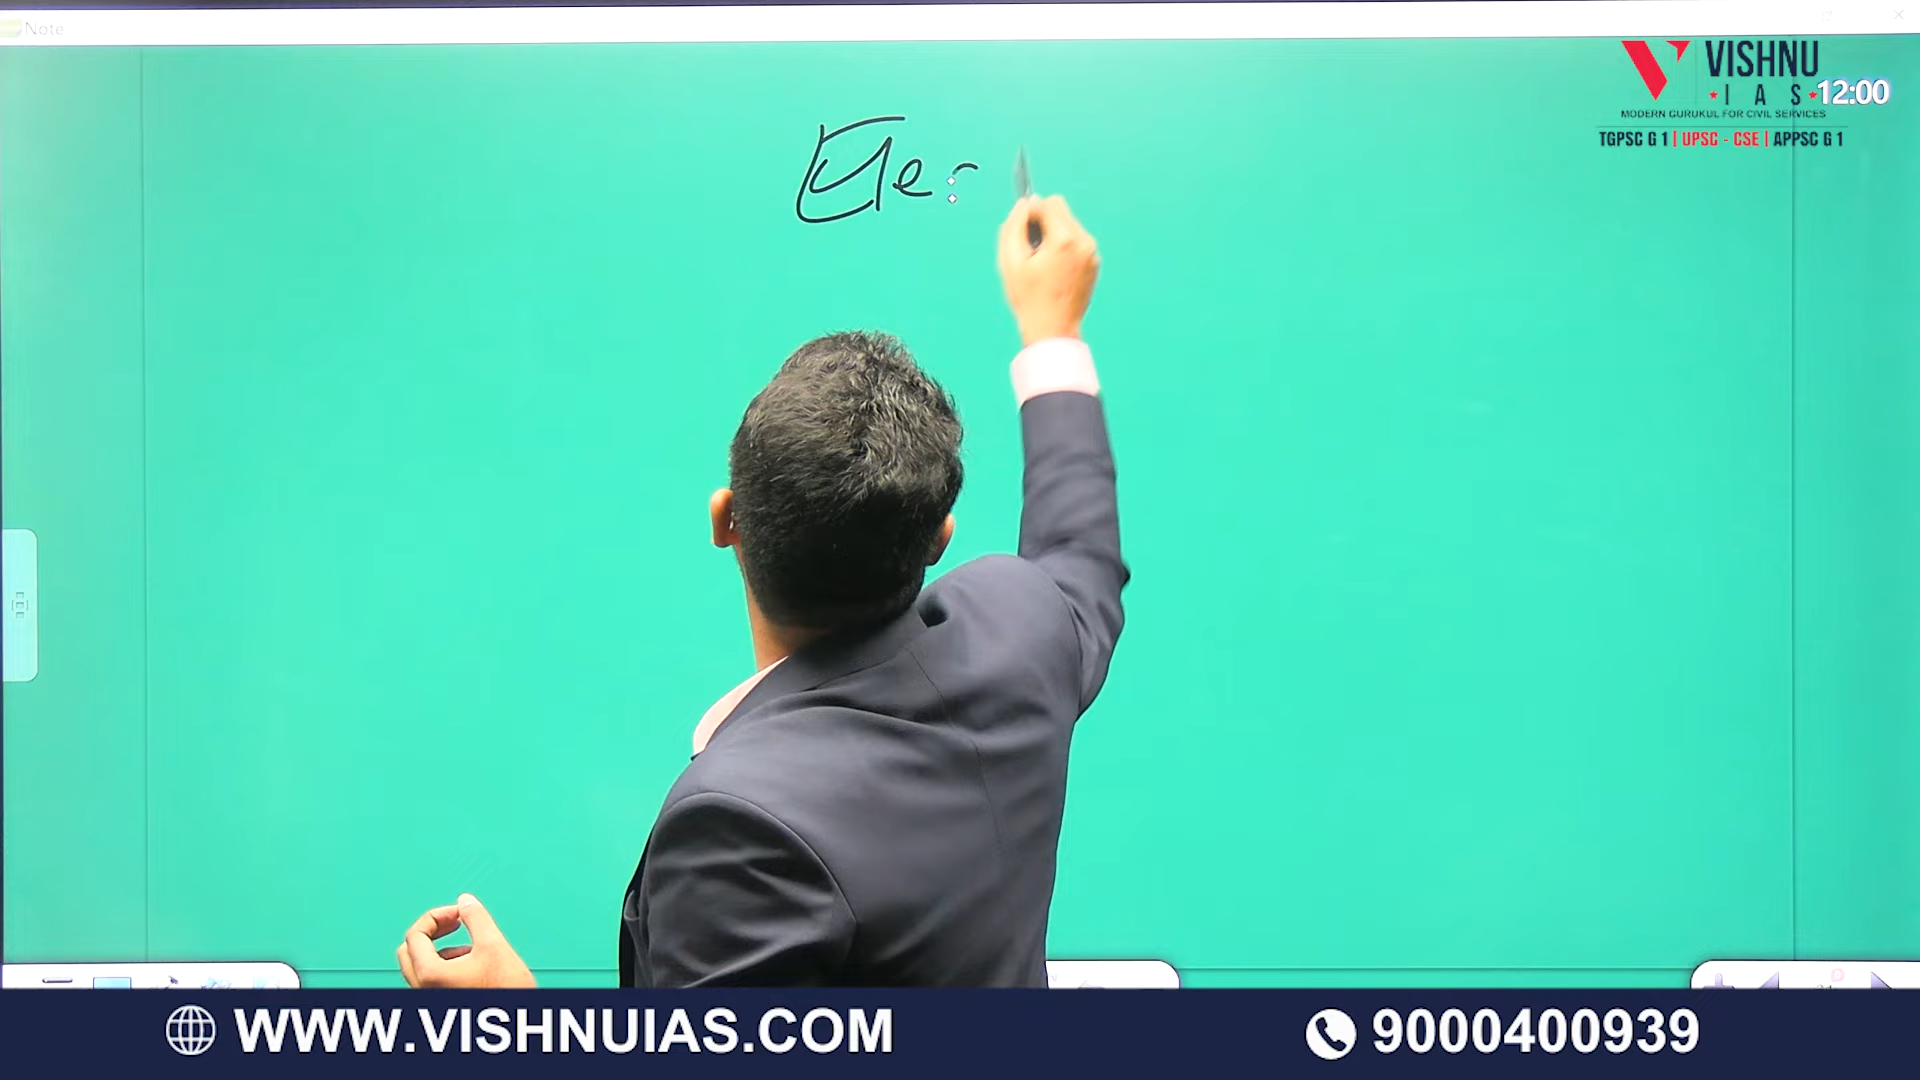 Note
VISHNU
IAS
12:00
MODERN GURUKUL FOR CIVIL SERVICES
TGPSC G 1 | UPSC - CSE | APPSC G 1
WWW.VISHNUIAS.COM
9000400939